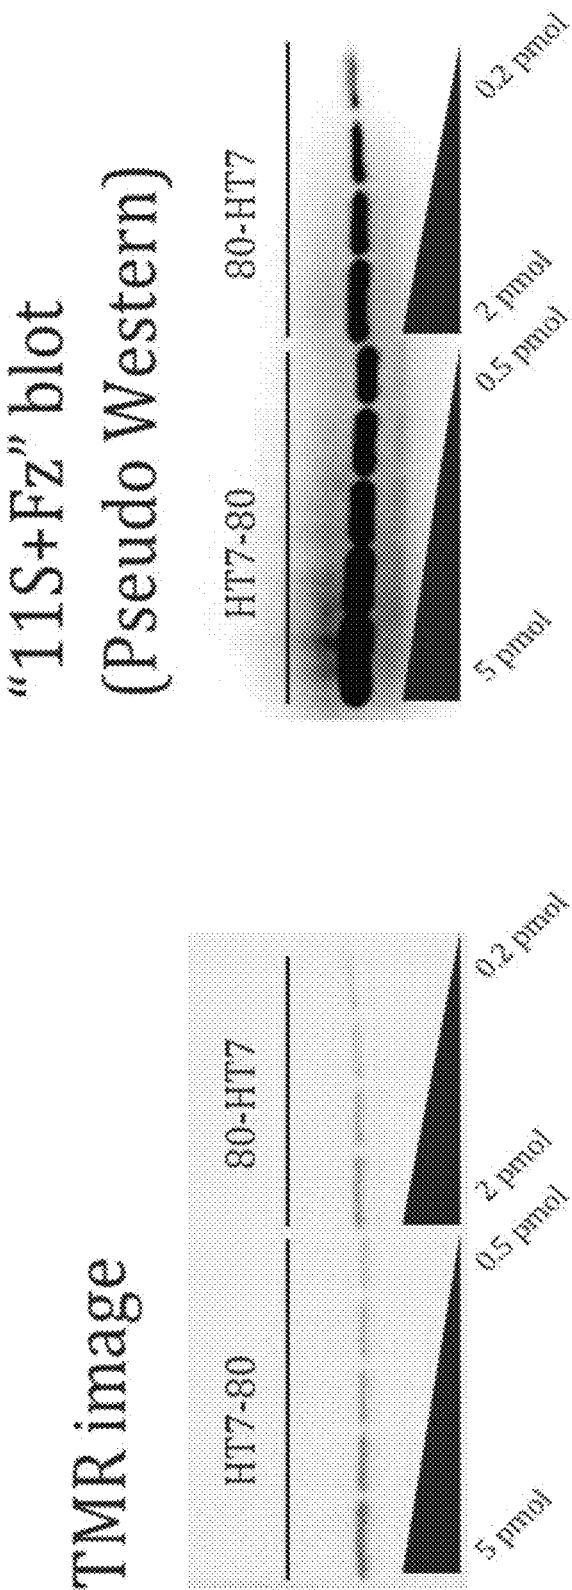 TMR image
HT7-80
80-HT7
5 pmol
0.5 pmol
2 pmol
0.2 pmol
“11S+Fz” blot
(Pseudo Western)
HT7-80
80-HT7
5 pmol
0.5 pmol
2 pmol
0.2 pmol